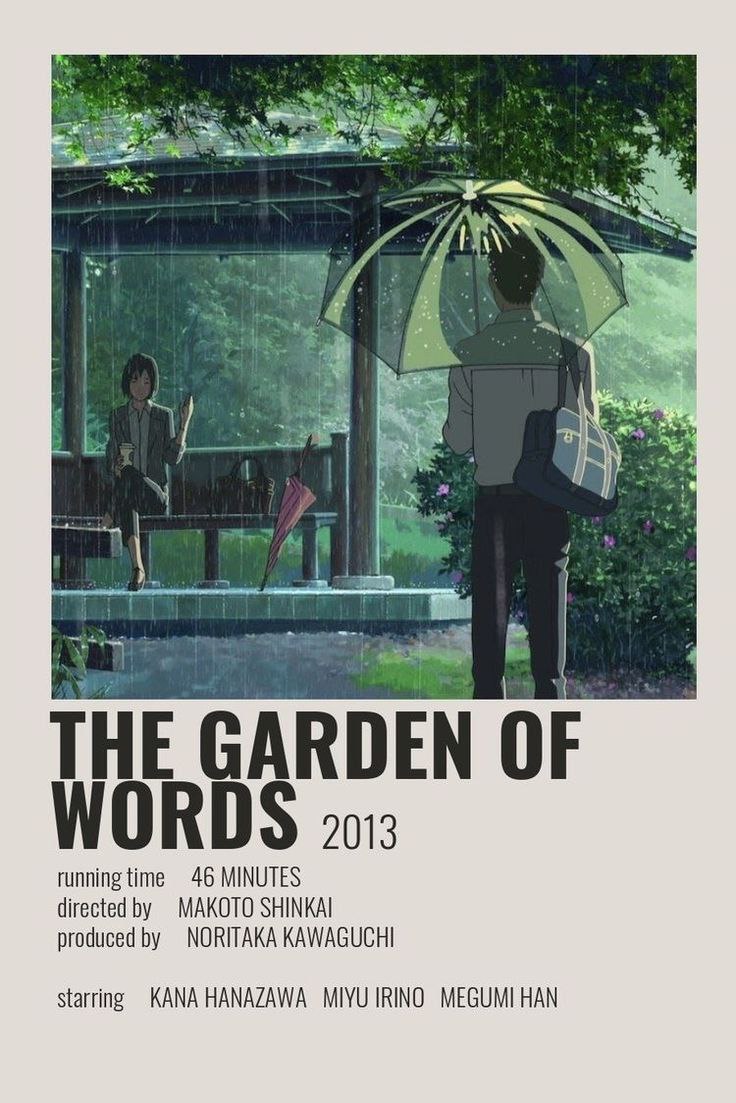 THE GARDEN OF
WORDS 2013
running time 46 MINUTES
directed by MAKOTO SHINKAI
produced by NORITAKA KAWAGUCHI
starring KANA HANAZAWA MIYU IRINO MEGUMI HAN